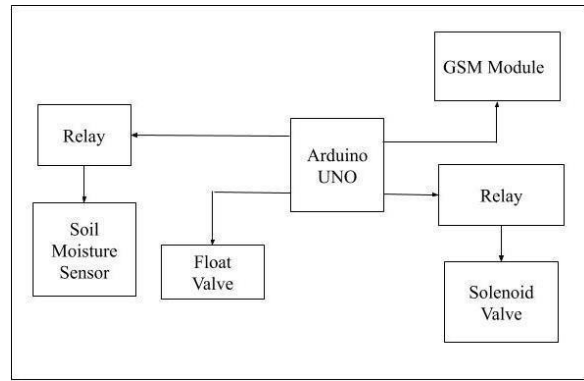 GSM Module
Relay
Arduino
UNO
Relay
Soil
Moisture
Sensor
Float
Valve
Solenoid
Valve